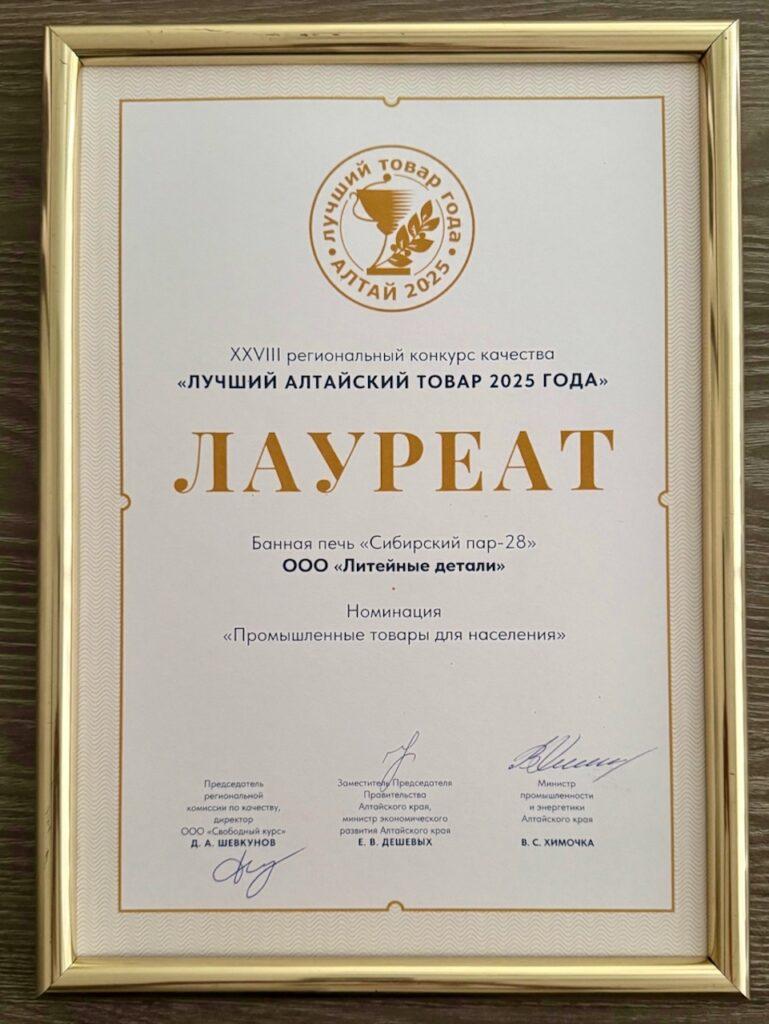 лучший товар года
• АЛТАЙ 2025 •
XXVIII региональный конкурс качества
«ЛУЧШИЙ АЛТАЙСКИЙ ТОВАР 2025 ГОДА»
ЛАУРЕАТ
Банная печь «Сибирский пар-28»
ООО «Литейные детали»
Номинация
«Промышленные товары для населения»
Председатель
региональной
комиссии по качеству,
директор
ООО «Свободный курс»
Д. А. ШЕВКУНОВ
Заместитель Председателя
Правительства
Алтайского края,
министр экономического
развития Алтайского края
Е. В. ДЕШЕВЫХ
Министр
промышленности
и энергетики
Алтайского края
В. С. ХИМОЧКА